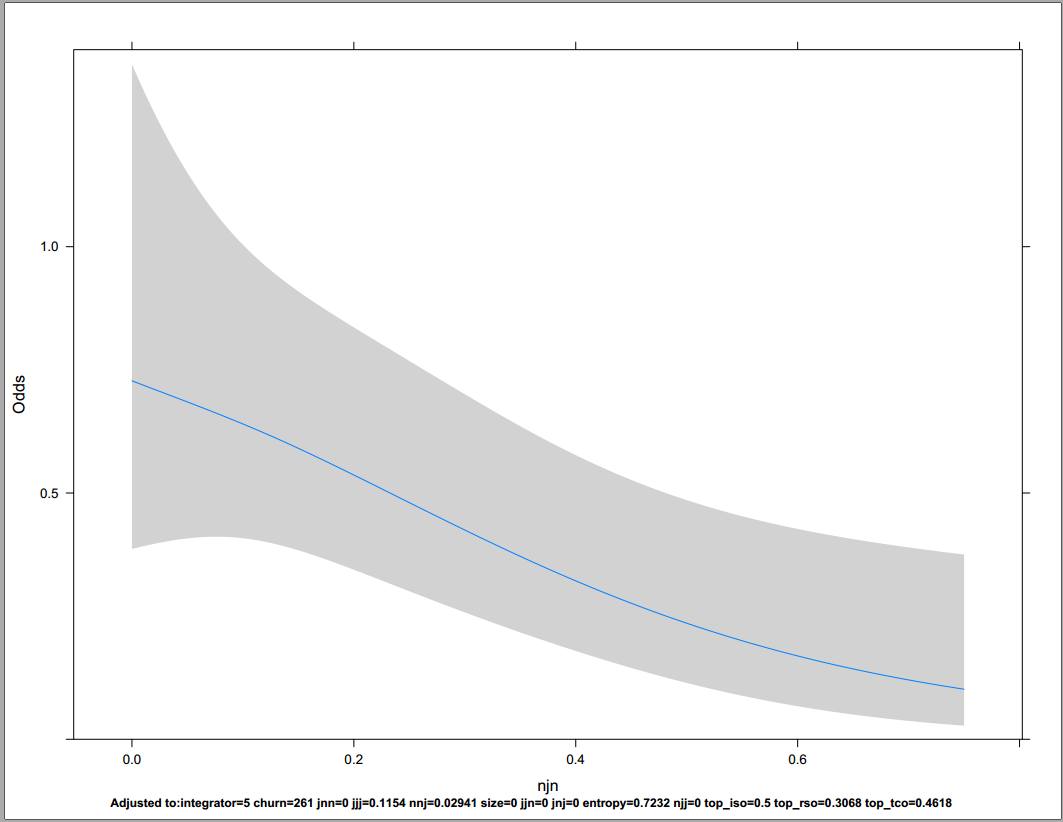 1.0
Odds
0.5
0.0 0.2 0.4 0.6
njn
Adjusted to:integrator=5 churn=261 jnn=0 jjj=0.1154 nnj=0.02941 size=0 jjn=0 jnj=0 entropy=0.7232 njj=0 top_iso=0.5 top_rso=0.3068 top_tco=0.4618